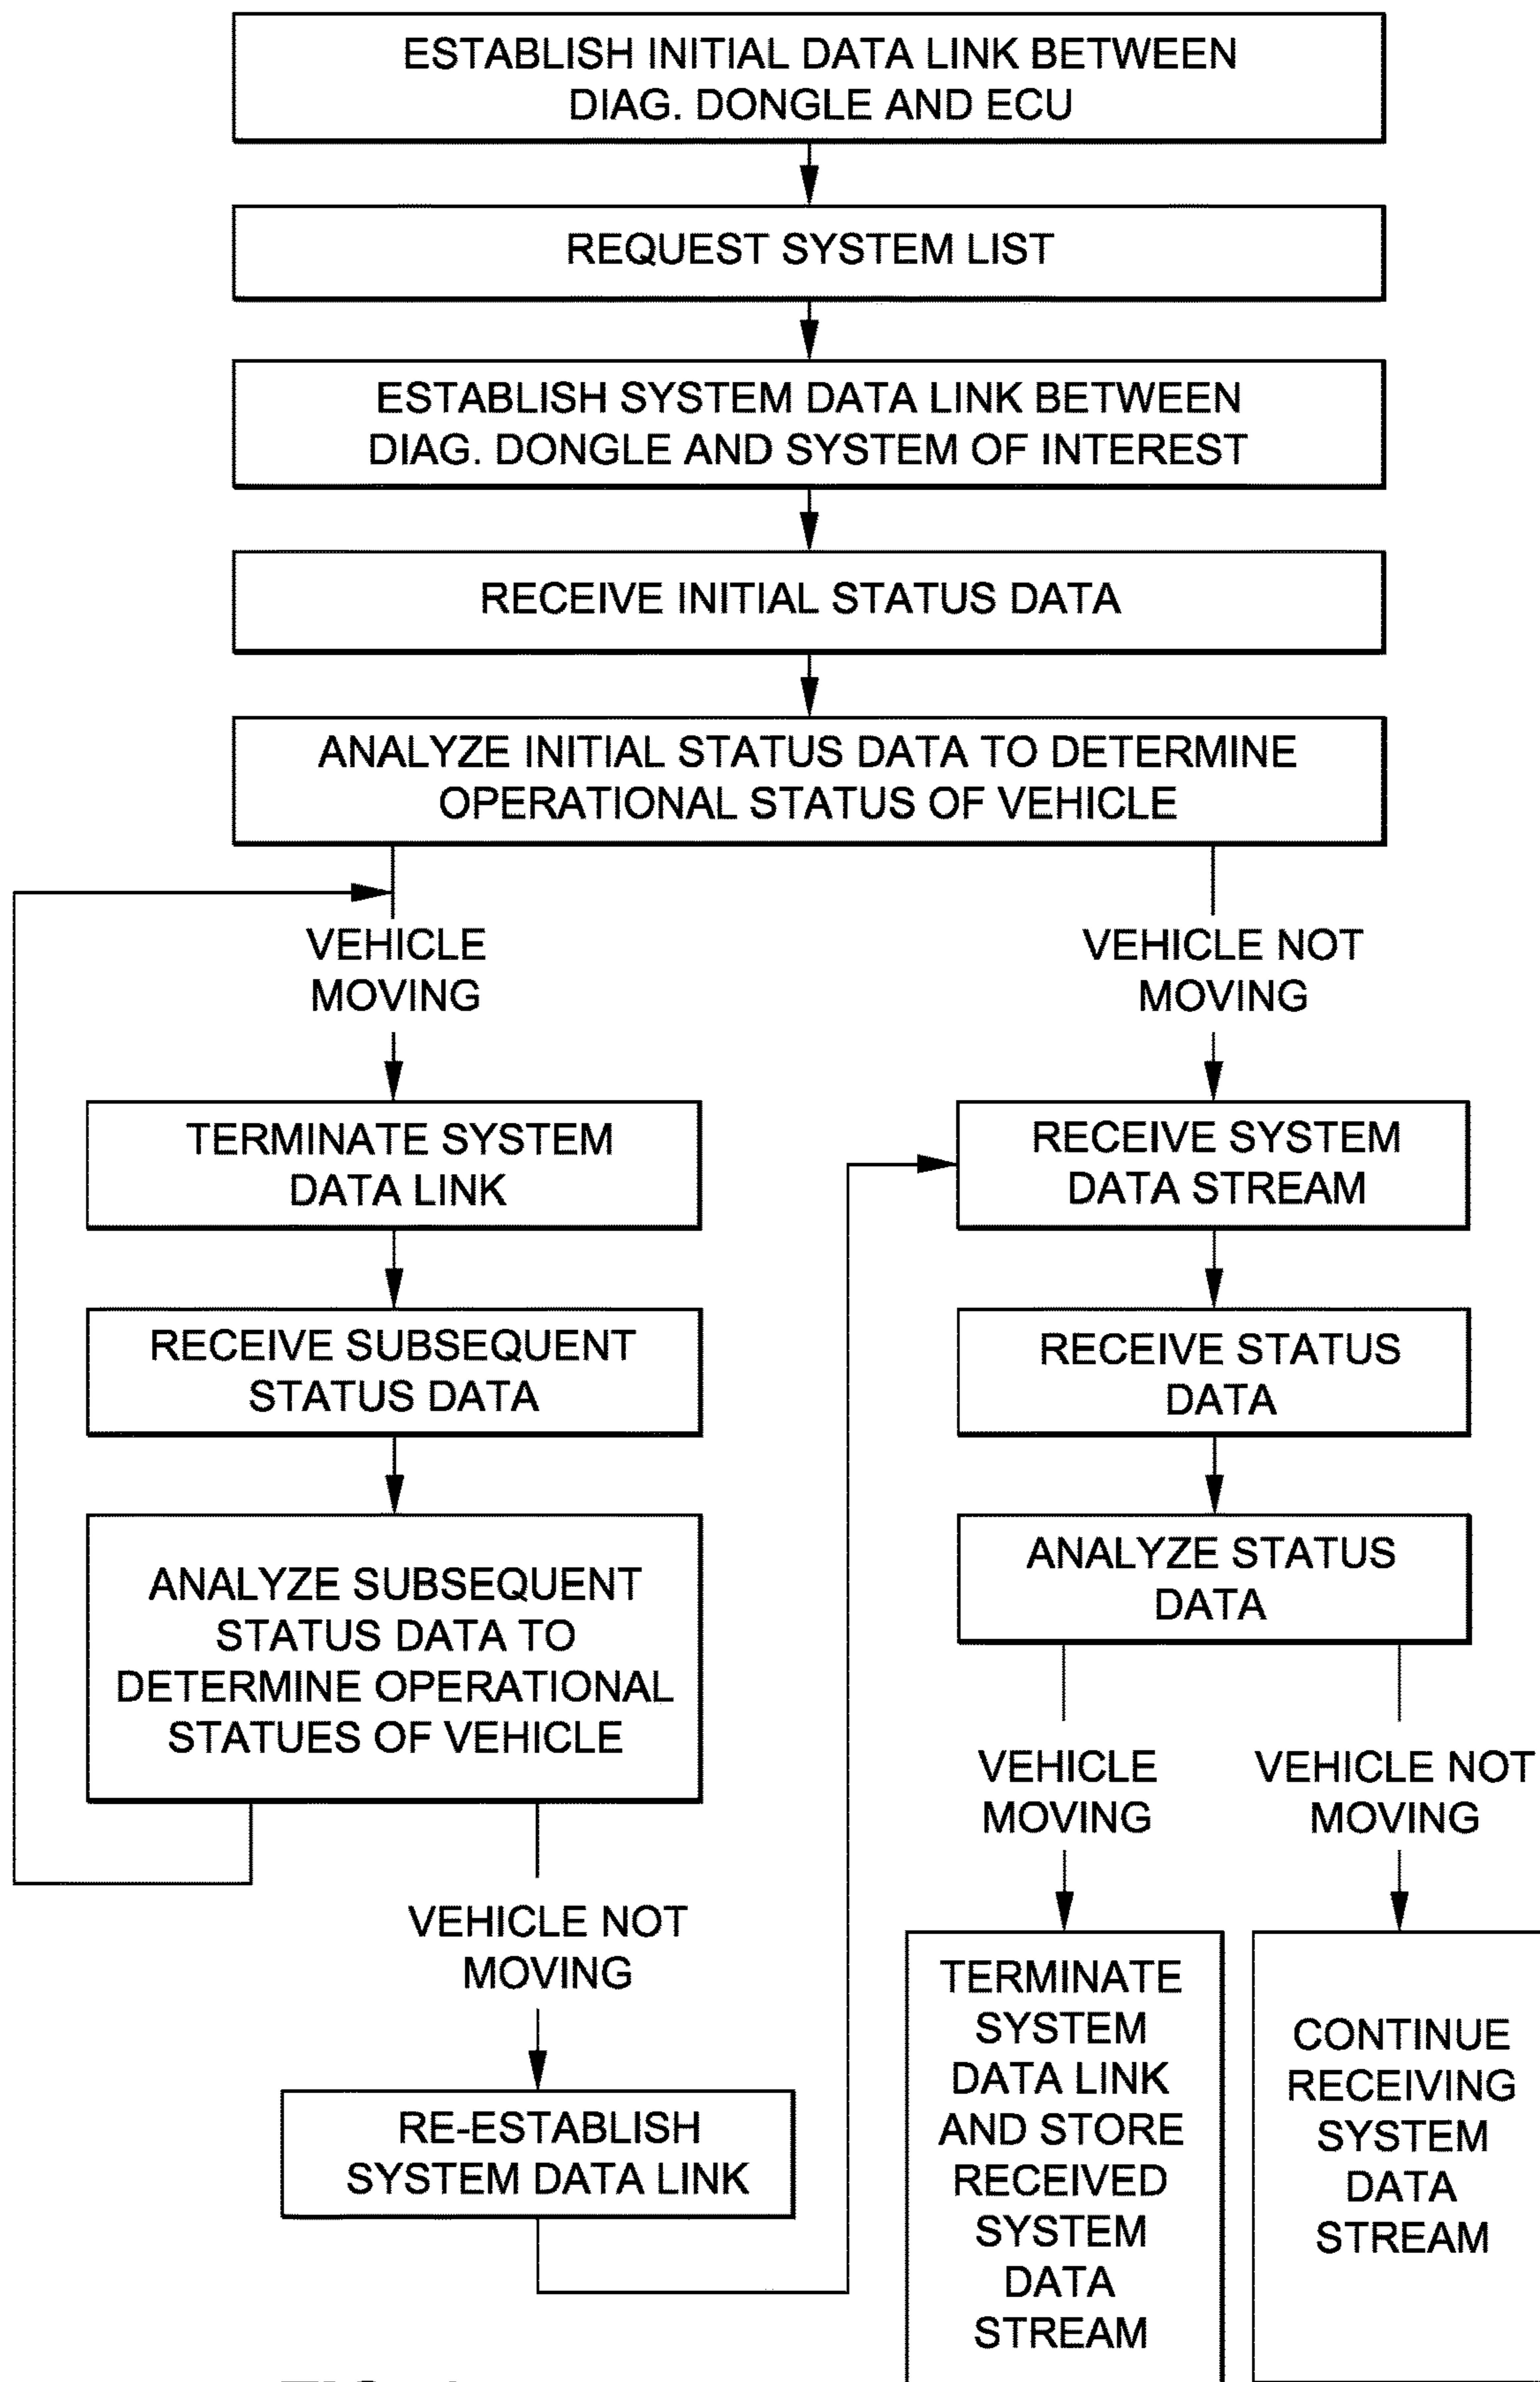 ESTABLISH INITIAL DATA LINK BETWEEN
DIAG. DONGLE AND ECU
REQUEST SYSTEM LIST
ESTABLISH SYSTEM DATA LINK BETWEEN
DIAG. DONGLE AND SYSTEM OF INTEREST
RECEIVE INITIAL STATUS DATA
ANALYZE INITIAL STATUS DATA TO DETERMINE
OPERATIONAL STATUS OF VEHICLE
VEHICLE
MOVING
TERMINATE SYSTEM
DATA LINK
RECEIVE SUBSEQUENT
STATUS DATA
ANALYZE SUBSEQUENT
STATUS DATA TO
DETERMINE OPERATIONAL
STATUES OF VEHICLE
VEHICLE NOT
MOVING
RE-ESTABLISH
SYSTEM DATA LINK
VEHICLE NOT
MOVING
RECEIVE SYSTEM
DATA STREAM
RECEIVE STATUS
DATA
ANALYZE STATUS
DATA
VEHICLE
MOVING
TERMINATE
SYSTEM
DATA LINK
AND STORE
RECEIVED
SYSTEM
DATA
STREAM
VEHICLE NOT
MOVING
CONTINUE
RECEIVING
SYSTEM
DATA
STREAM